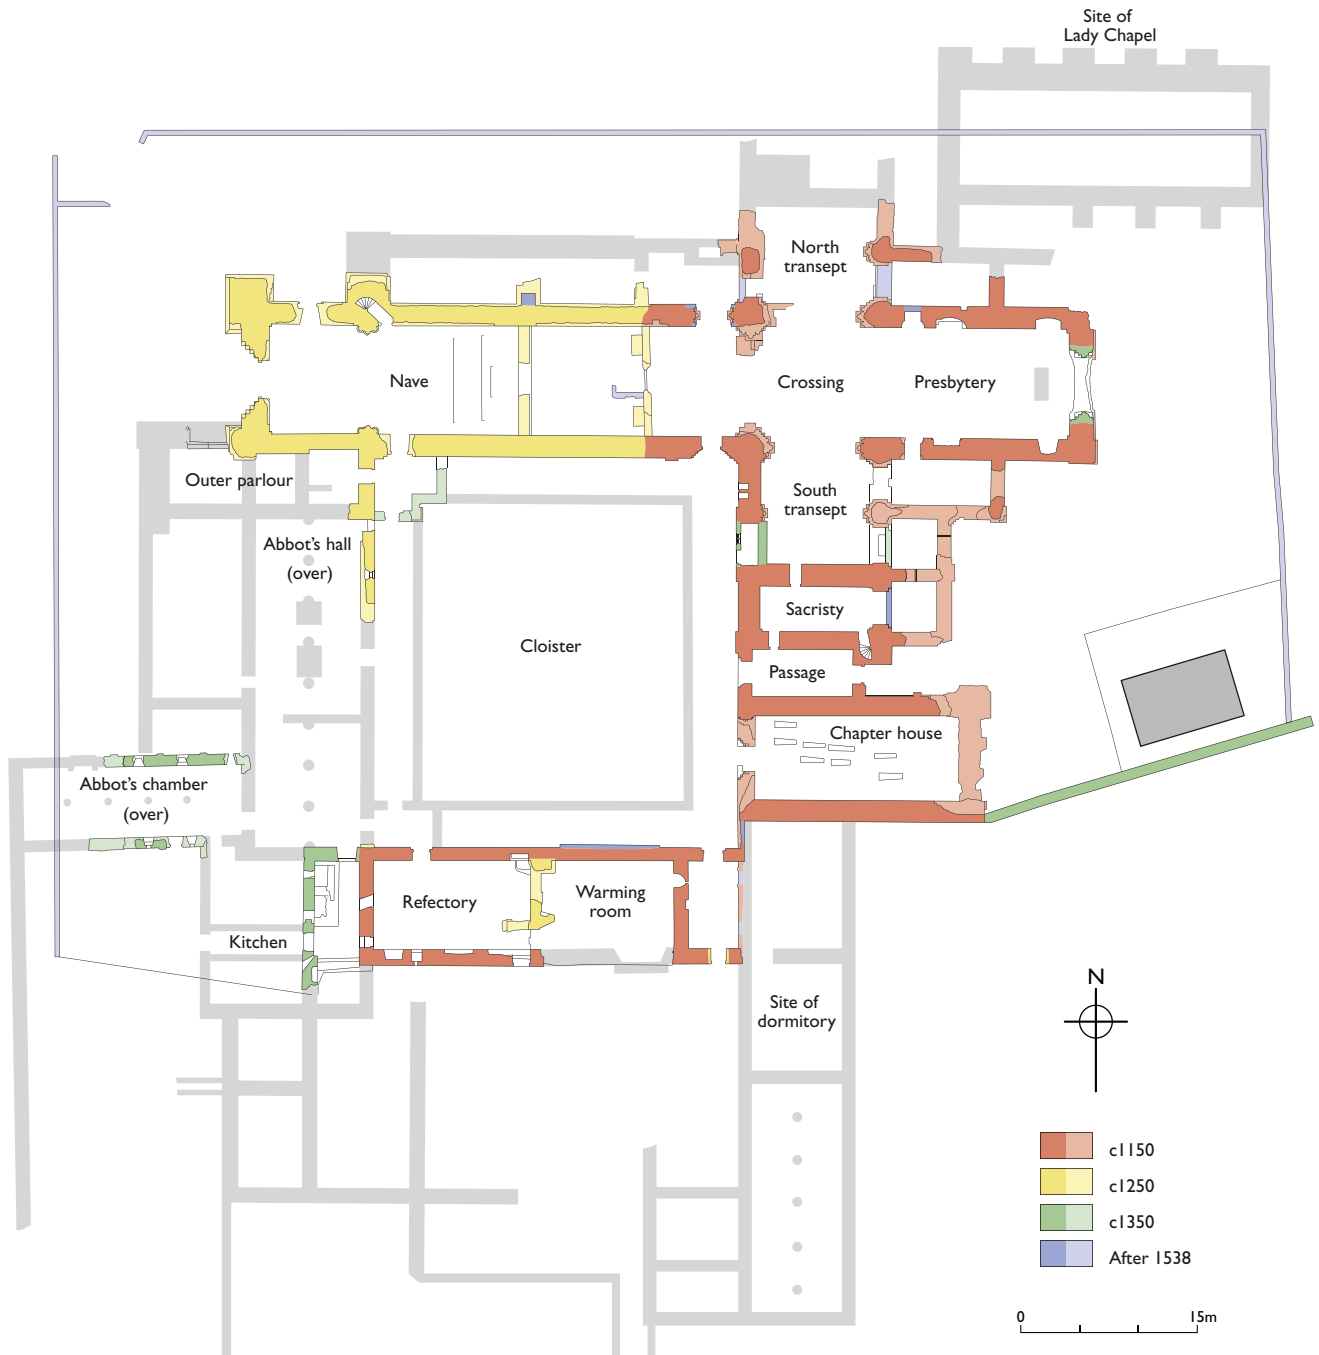 Site of
Lady Chapel
North
transept
Nave
Crossing
Presbytery
Outer parlour
South
transept
Abbot's hall
(over)
Sacristy
Cloister
Passage
Chapter house
Abbot's chamber
(over)
Refectory
Warming
room
Kitchen
Site of
dormitory
N
c1150
c1250
c1350
After 1538
0 15m